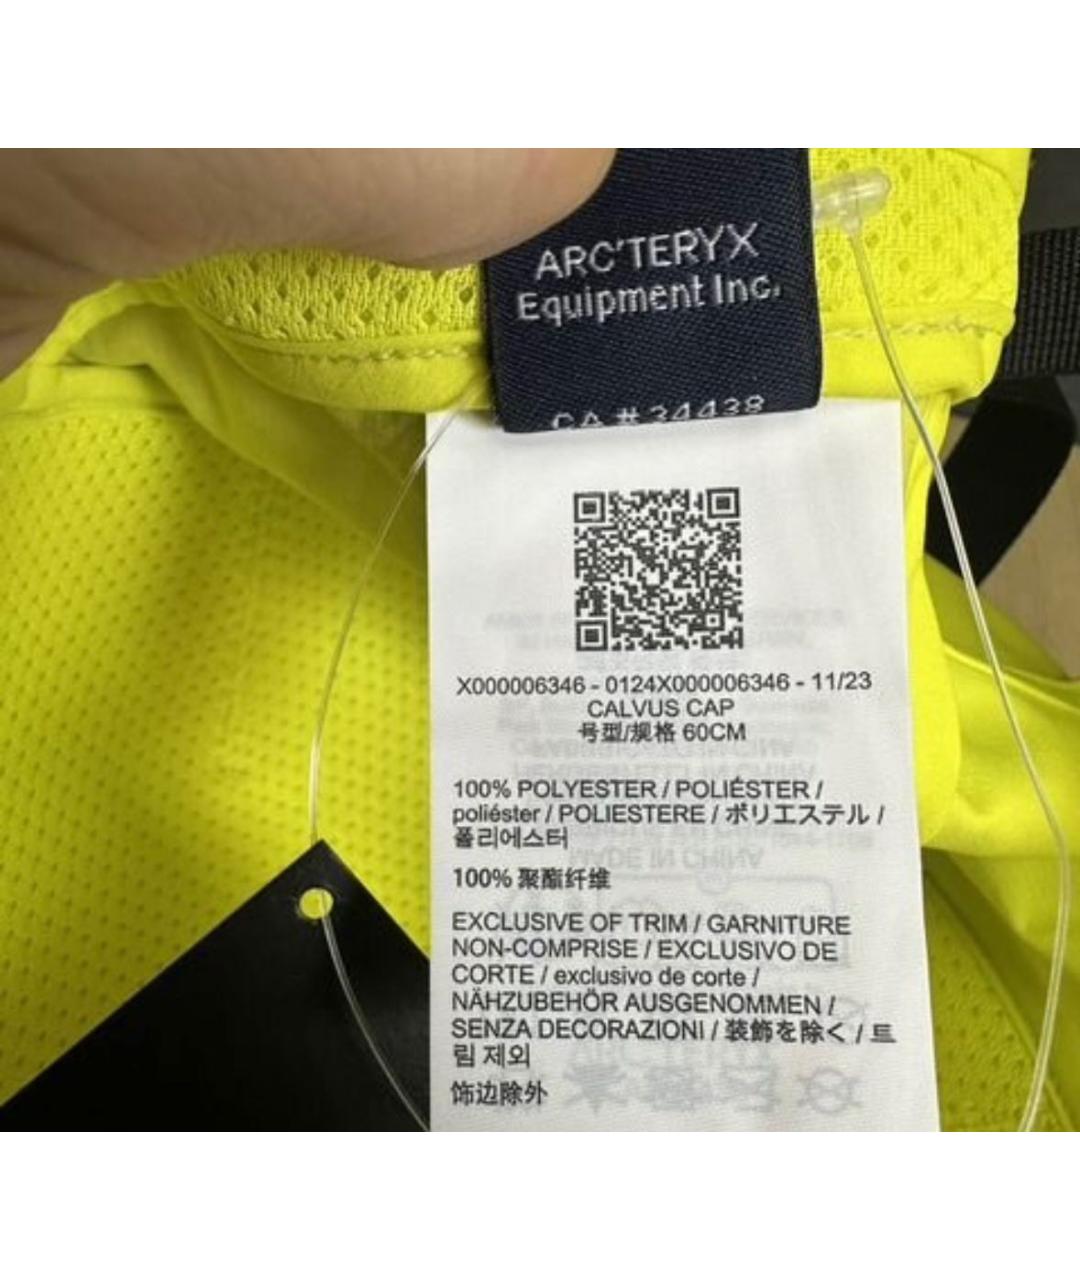 ARC'TERYX
Equipment Inc.
CA # 34438
X000006346 - 0124X000006346 - 11/23
CALVUS CAP
号型/规格 60CM
100% POLYESTER / POLIÉSTER /
poliéster / POLIESTERE / ポリエステル /
폴리에스터
100% 聚酯纤维
EXCLUSIVE OF TRIM / GARNITURE
NON-COMPRISE / EXCLUSIVO DE
CORTE / exclusivo de corte /
NÄHZUBEHÖR AUSGENOMMEN /
SENZA DECORAZIONI / 装飾を除く / 트
림 제외
饰边除外